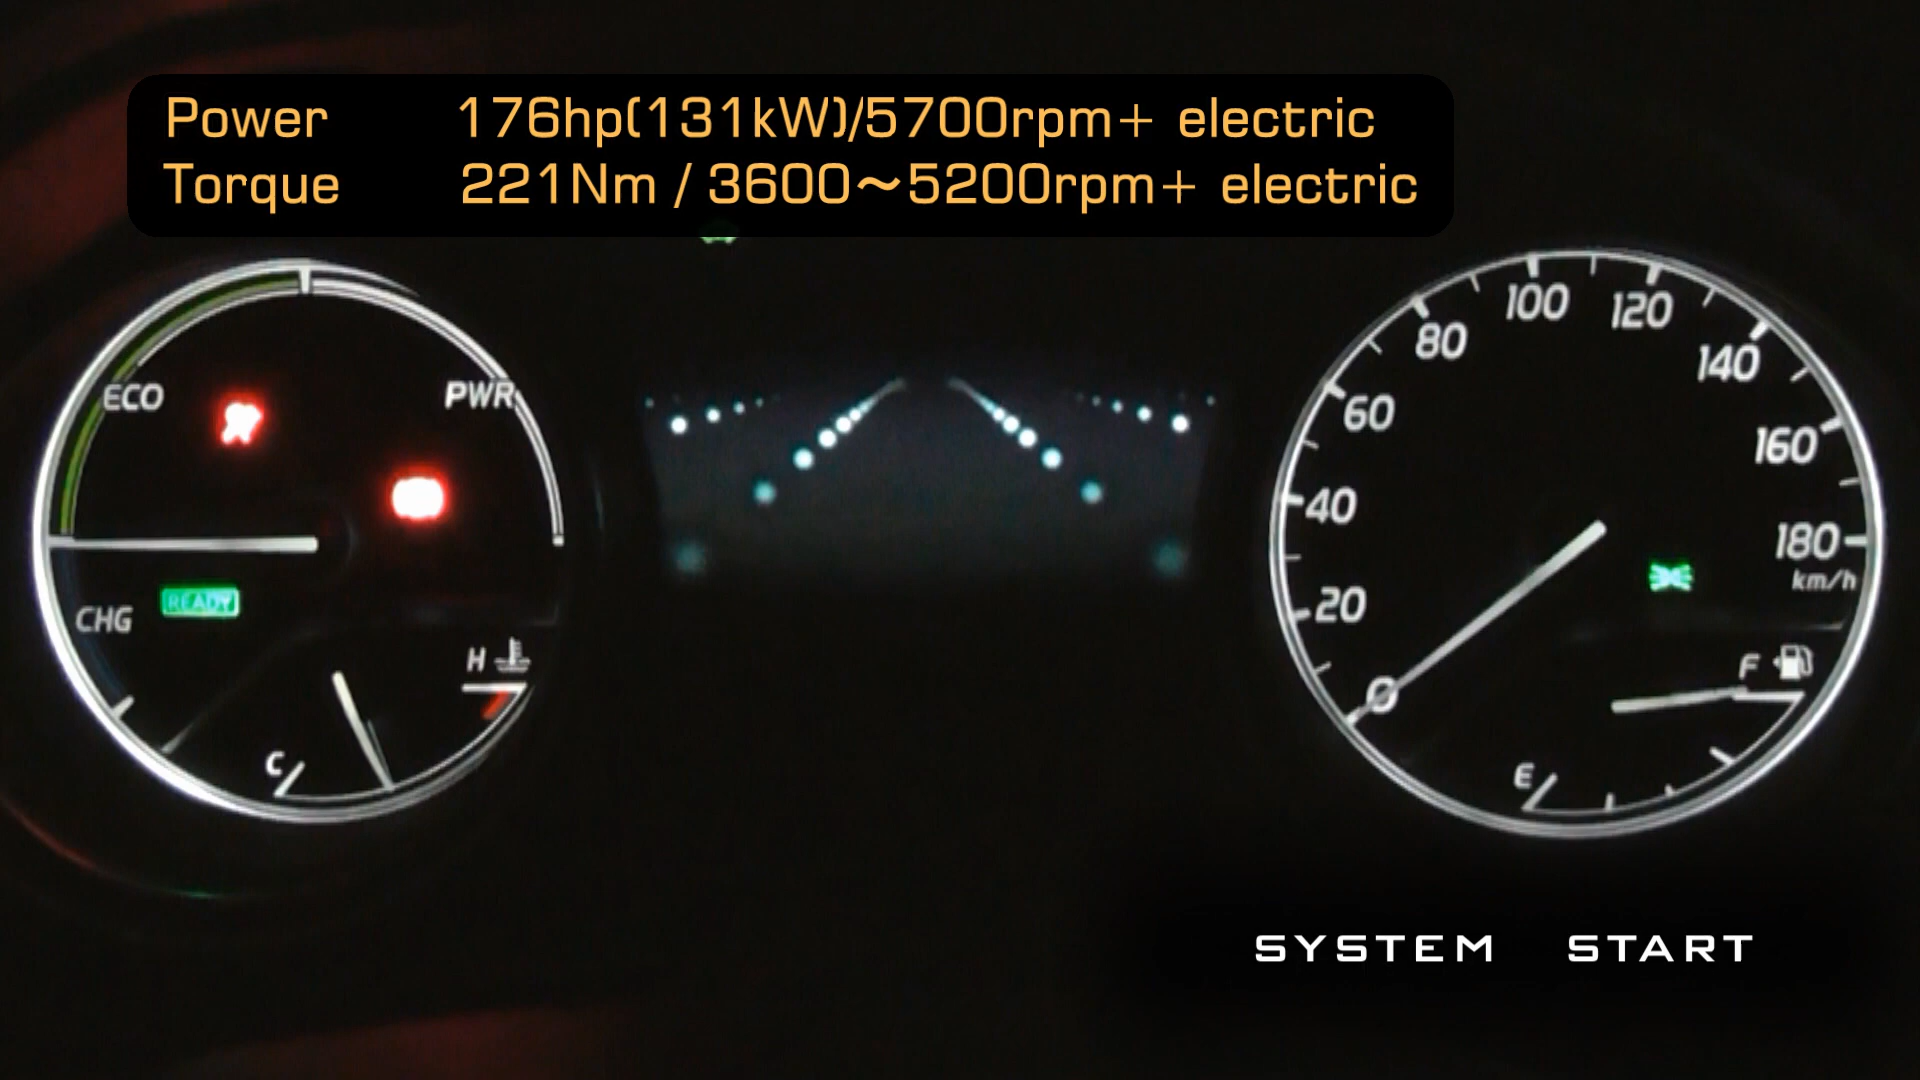 Power 176hp(131kW)/5700rpm+ electric
Torque 221Nm / 3600～5200rpm+ electric
ECO
PWR
CHG
READY
H
C
0
20
40
60
80
100
120
140
160
180
km/h
F
E
SYSTEM START